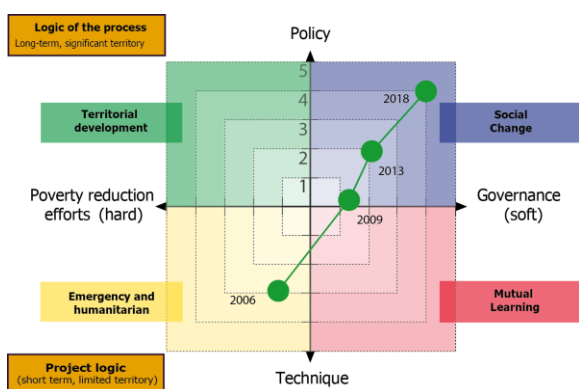 Logic of the process
Long-term, significant territory
Policy
5
4
3
2
1
2018
2013
2009
2006
Territorial
development
Social
Change
Poverty reduction
efforts (hard)
Governance
(soft)
Emergency and
humanitarian
Mutual
Learning
Project logic
(short term, limited territory)
Technique